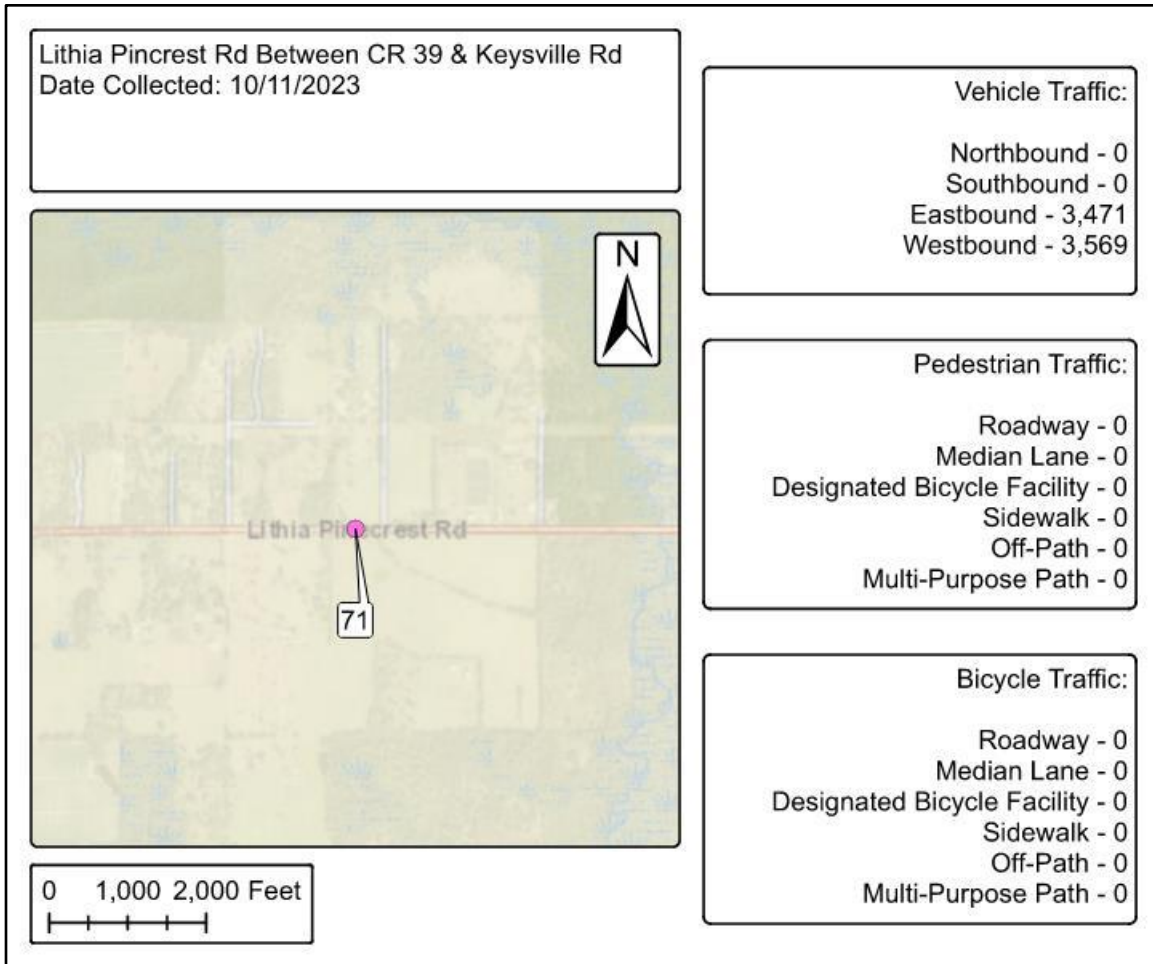 Lithia Pincrest Rd Between CR 39 & Keysville Rd
Date Collected: 10/11/2023
N
Lithia Pinecrest Rd
71
0 1,000 2,000 Feet
Vehicle Traffic:
Northbound - 0
Southbound - 0
Eastbound - 3,471
Westbound - 3,569
Pedestrian Traffic:
Roadway - 0
Median Lane - 0
Designated Bicycle Facility - 0
Sidewalk - 0
Off-Path - 0
Multi-Purpose Path - 0
Bicycle Traffic:
Roadway - 0
Median Lane - 0
Designated Bicycle Facility - 0
Sidewalk - 0
Off-Path - 0
Multi-Purpose Path - 0